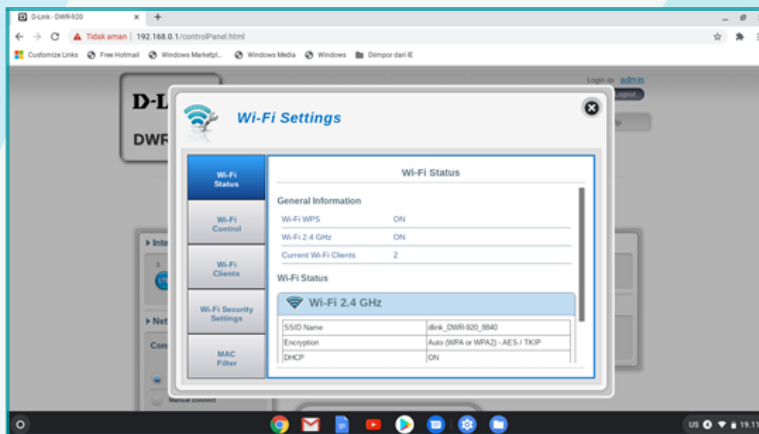 D-Link - DWR-920
Tidak aman | 192.168.0.1/controlPanel.html
Customize Links Free Hotmail Windows Marketpl... Windows Media Windows Diimpor dari IE
Login as admin
Logout
D-L
DWR
Wi-Fi Settings
Wi-Fi Status
Wi-Fi Control
Wi-Fi Clients
Wi-Fi Security Settings
MAC Filter
Wi-Fi Status
General Information
Wi-Fi WPS ON
Wi-Fi 2.4 GHz ON
Current Wi-Fi Clients 2
Wi-Fi Status
Wi-Fi 2.4 GHz
SSID Name dlink_DWR-920_8840
Encryption Auto (WPA or WPA2) - AES / TKIP
DHCP ON
Inte
Net
Con
Manual connect
US 19.11